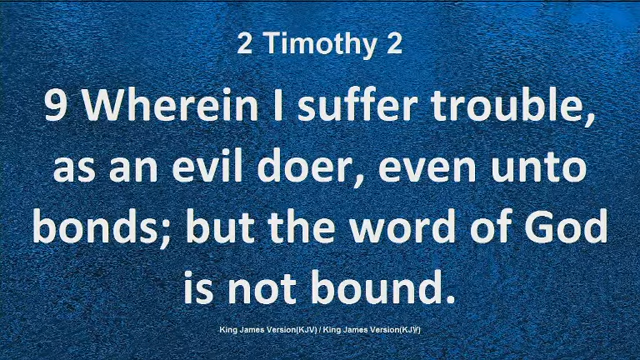 2 Timothy 2
9 Wherein I suffer trouble,
as an evil doer, even unto
bonds; but the word of God
is not bound.
King James Version(KJV) / King James Version(KJV)